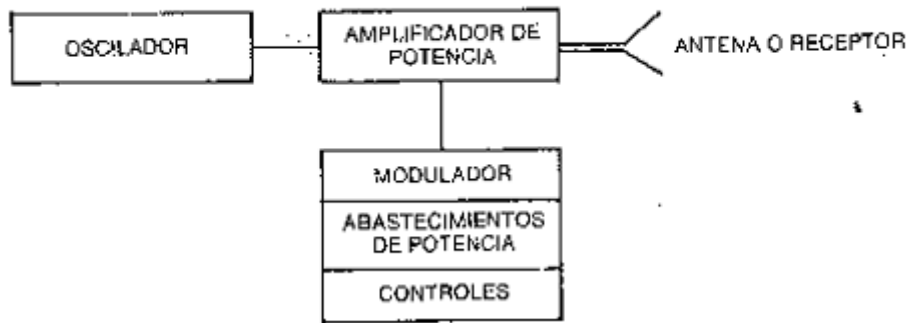 OSCILADOR
AMPLIFICADOR DE
POTENCIA
ANTENA O RECEPTOR
MODULADOR
ABASTECIMIENTOS
DE POTENCIA
CONTROLES